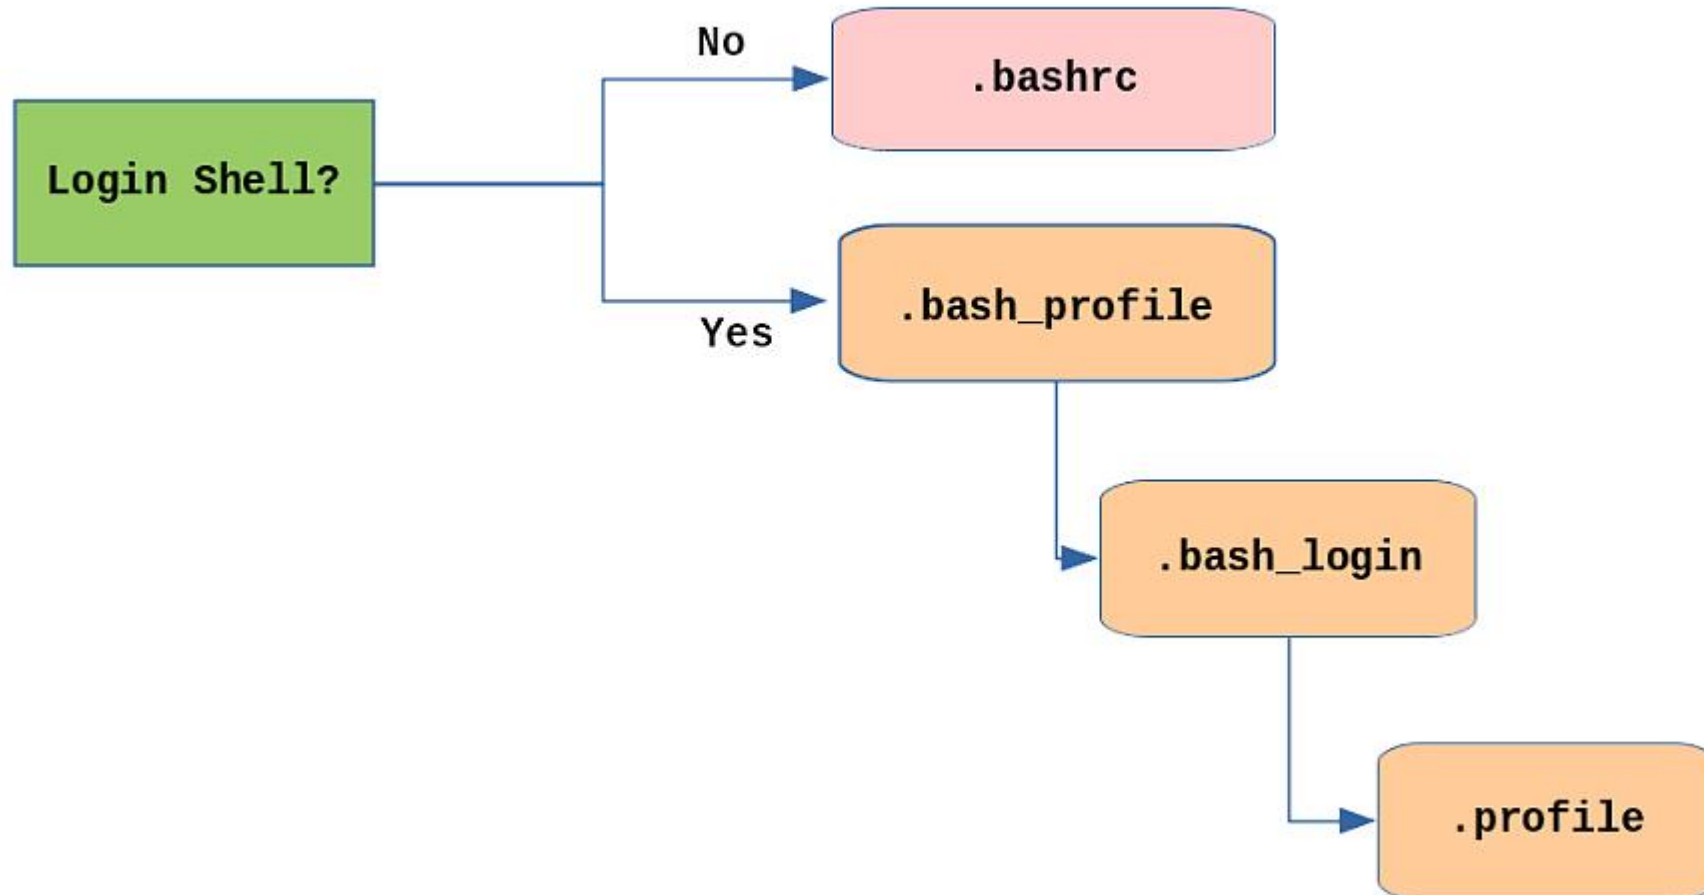 No
.bashrc
Login Shell?
.bash_profile
Yes
.bash_login
.profile